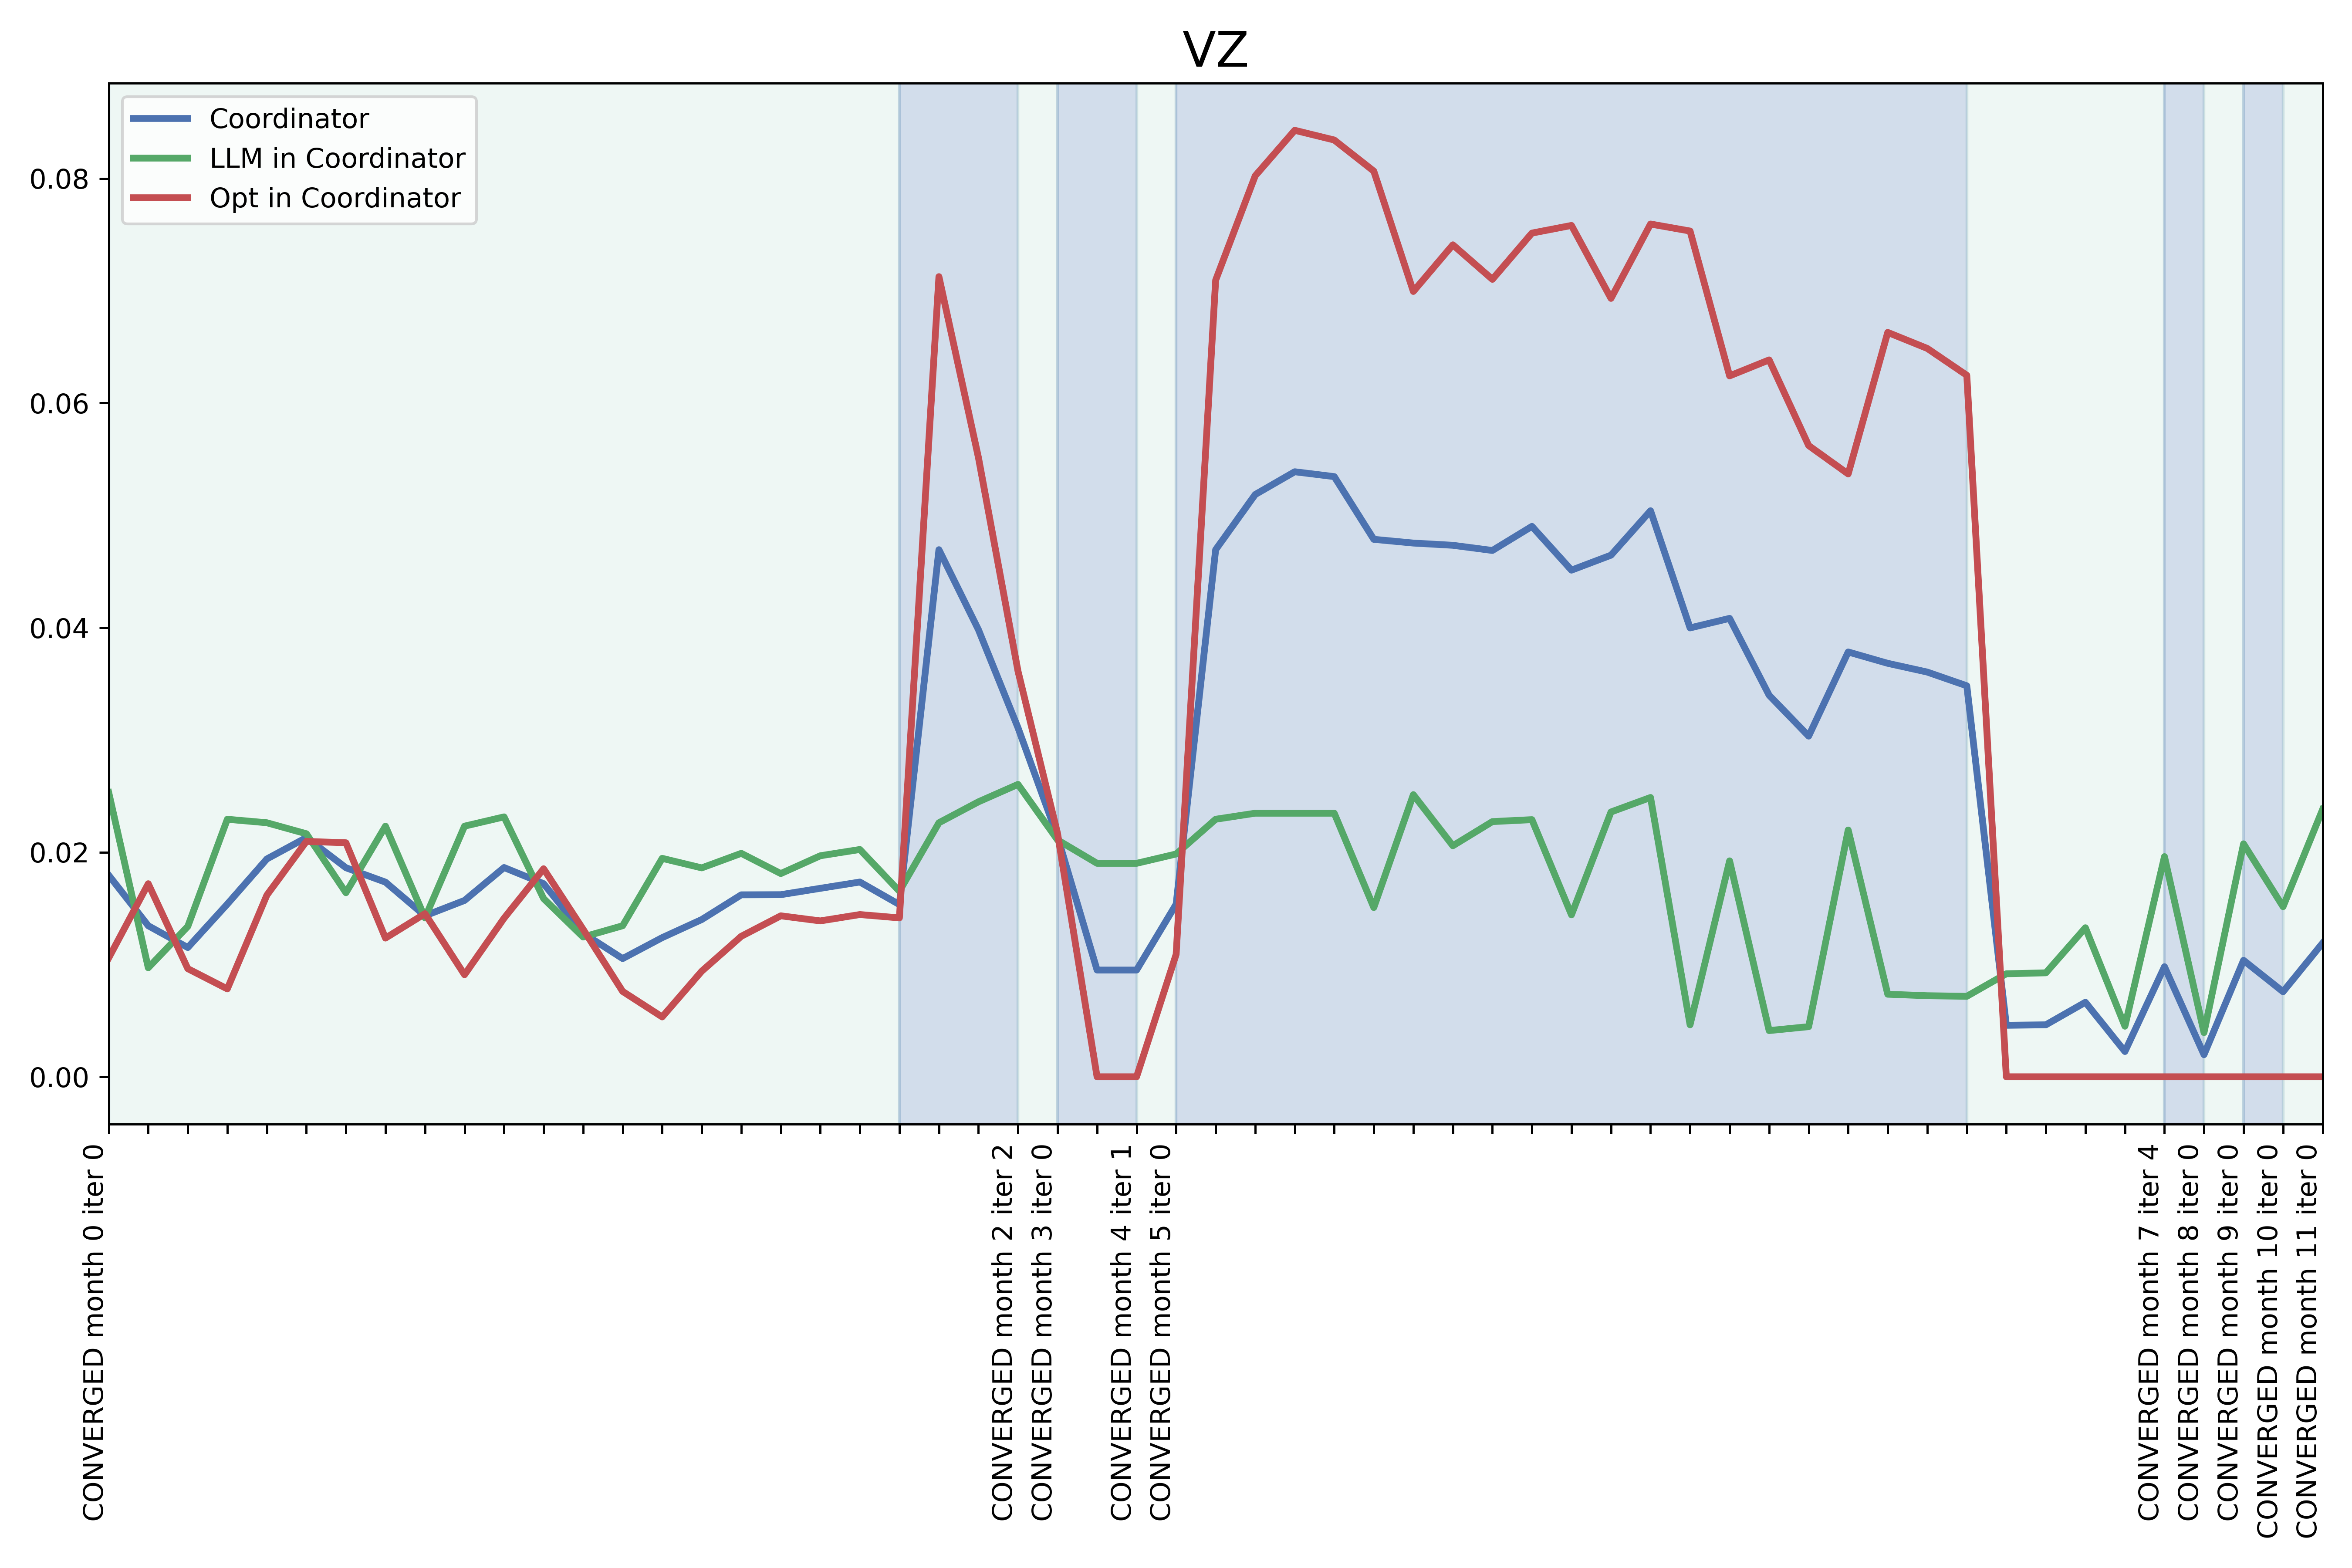 VZ
Coordinator
LLM in Coordinator
Opt in Coordinator
0.08
0.06
0.04
0.02
0.00
CONVERGED month 0 iter 0
CONVERGED month 2 iter 2
CONVERGED month 3 iter 0
CONVERGED month 4 iter 1
CONVERGED month 5 iter 0
CONVERGED month 7 iter 4
CONVERGED month 8 iter 0
CONVERGED month 9 iter 0
CONVERGED month 10 iter 0
CONVERGED month 11 iter 0